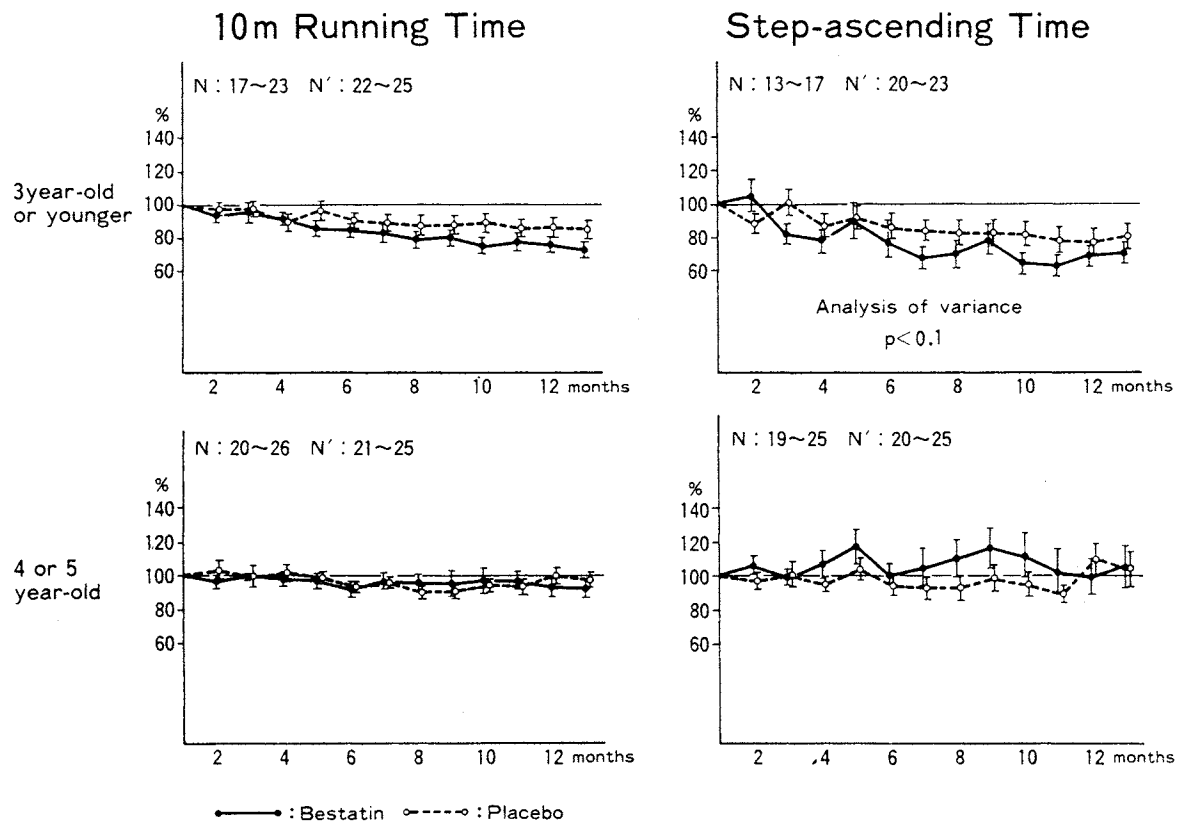 10m Running Time
Step-ascending Time
N : 17~23 N′ : 22~25
N : 13~17 N′ : 20~23
%
140
120
100
80
60
%
140
120
100
80
60
3year-old
or younger
Analysis of variance
p<0.1
2 4 6 8 10 12 months
2 4 6 8 10 12 months
N : 20~26 N′ : 21~25
N : 19~25 N′ : 20~25
%
140
120
100
80
60
%
140
120
100
80
60
4 or 5
year-old
2 4 6 8 10 12 months
2 4 6 8 10 12 months
: Bestatin : Placebo